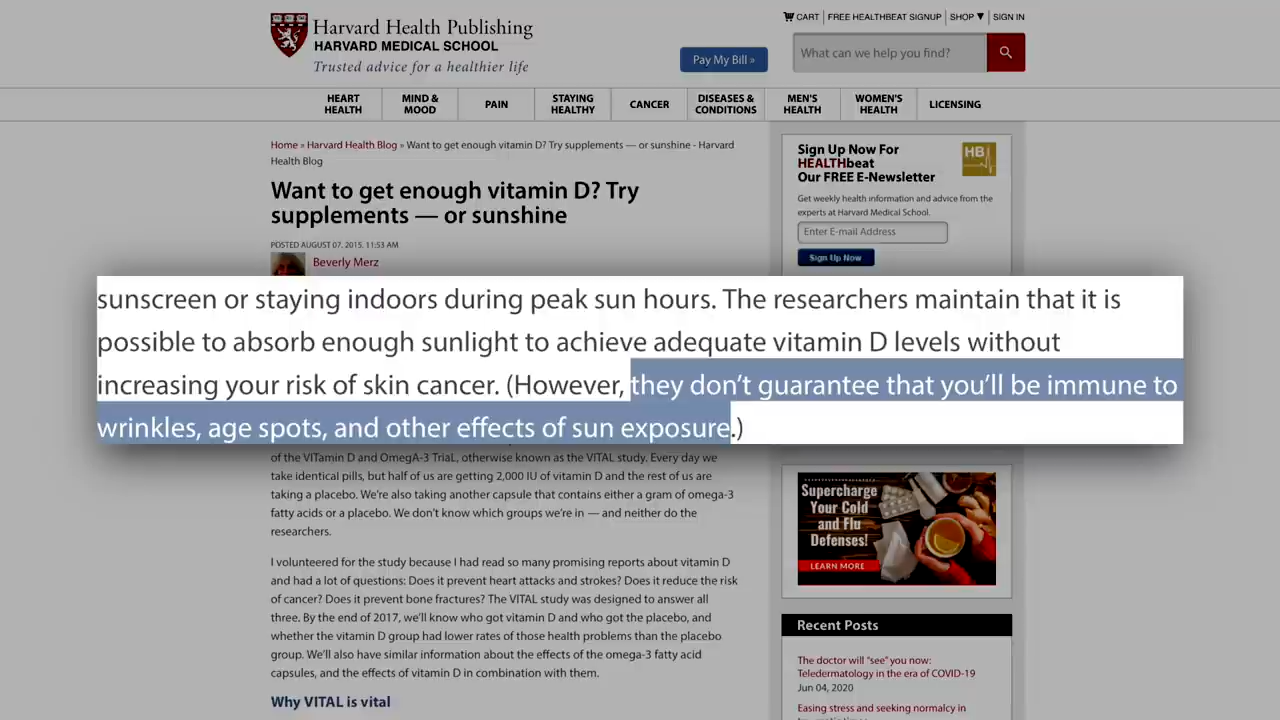 Harvard Health Publishing
HARVARD MEDICAL SCHOOL
Trusted advice for a healthier life
CART
FREE HEALTHBEAT SIGNUP
SHOP ▼
SIGN IN
Pay My Bill »
What can we help you find?
HEART HEALTH
MIND & MOOD
PAIN
STAYING HEALTHY
CANCER
DISEASES & CONDITIONS
MEN'S HEALTH
WOMEN'S HEALTH
LICENSING
Home » Harvard Health Blog » Want to get enough vitamin D? Try supplements — or sunshine - Harvard
Health Blog
Want to get enough vitamin D? Try
supplements — or sunshine
POSTED AUGUST 07, 2015, 11:53 AM
Beverly Merz
sunscreen or staying indoors during peak sun hours. The researchers maintain that it is
possible to absorb enough sunlight to achieve adequate vitamin D levels without
increasing your risk of skin cancer. (However, they don't guarantee that you'll be immune to
wrinkles, age spots, and other effects of sun exposure.)
of the VITamin D and OmegA-3 TriaL, otherwise known as the VITAL study. Every day we
take identical pills, but half of us are getting 2,000 IU of vitamin D and the rest of us are
taking a placebo. We're also taking another capsule that contains either a gram of omega-3
fatty acids or a placebo. We don't know which groups we're in — and neither do the
researchers.
I volunteered for the study because I had read so many promising reports about vitamin D
and had a lot of questions: Does it prevent heart attacks and strokes? Does it reduce the risk
of cancer? Does it prevent bone fractures? The VITAL study was designed to answer all
three. By the end of 2017, we'll know who got vitamin D and who got the placebo, and
whether the vitamin D group had lower rates of those health problems than the placebo
group. We'll also have similar information about the effects of the omega-3 fatty acid
capsules, and the effects of vitamin D in combination with them.
Why VITAL is vital
Sign Up Now For
HEALTHbeat
Our FREE E-Newsletter
HB
Get weekly health information and advice from the
experts at Harvard Medical School.
Enter E-mail Address
Sign Up Now
Supercharge
Your Cold
and Flu
Defenses!
LEARN MORE
Recent Posts
The doctor will "see" you now:
Teledermatology in the era of COVID-19
Jun 04, 2020
Easing stress and seeking normalcy in